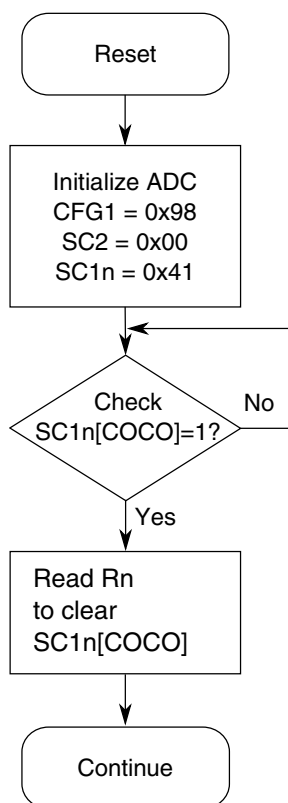 Reset
Initialize ADC
CFG1 = 0x98
SC2 = 0x00
SC1n = 0x41
Check
SC1n[COCO]=1?
No
Yes
Read Rn
to clear
SC1n[COCO]
Continue